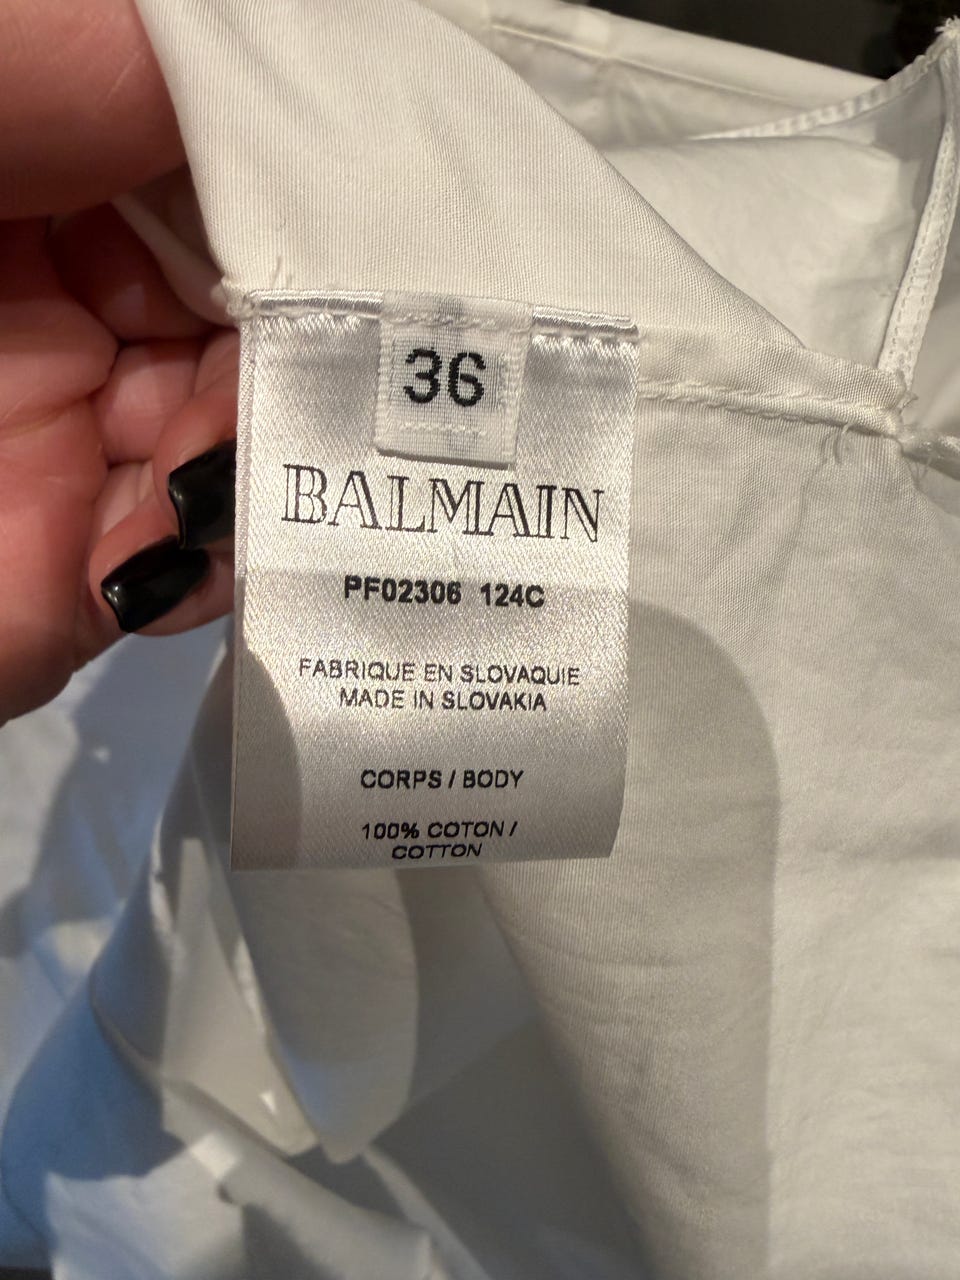 36
BALMAIN
PF02306 124C
FABRIQUE EN SLOVAQUIE
MADE IN SLOVAKIA
CORPS / BODY
100% COTON /
COTTON